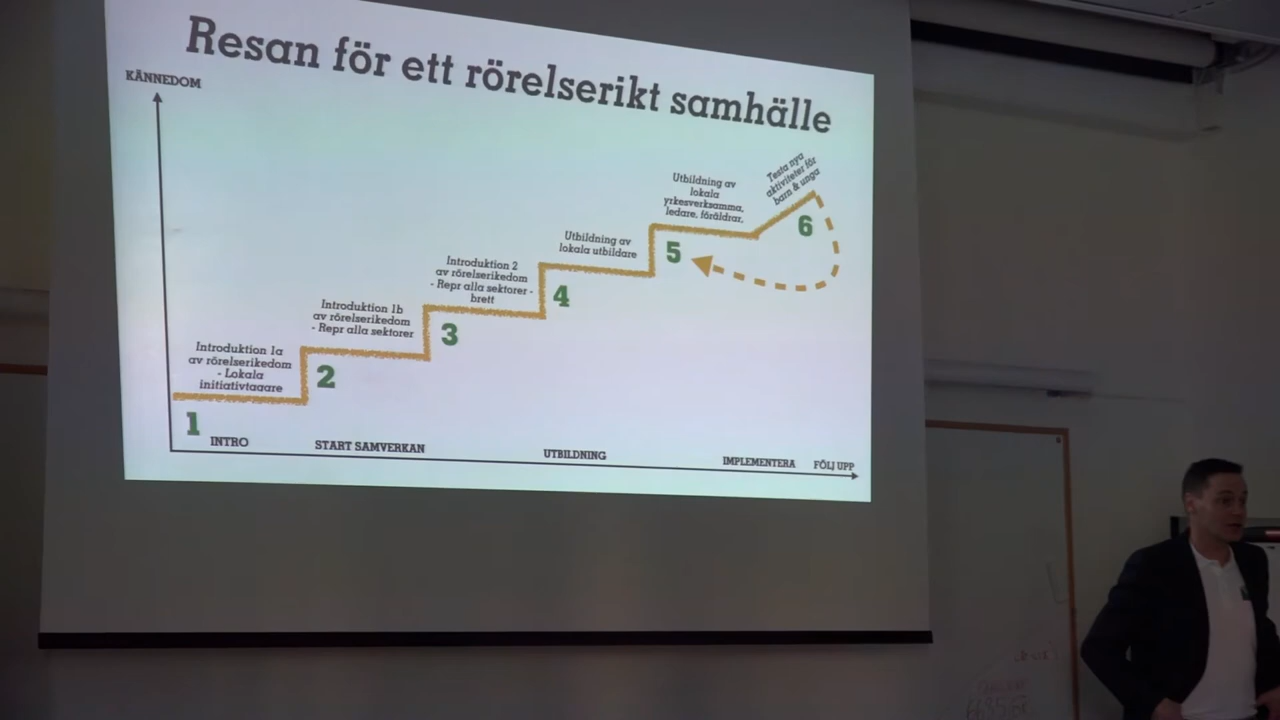 Resan för ett rörelserikt samhälle
KÄNNEDOM
Introduktion 1a
av rörelserikedom
- Lokala
initiativtagare
1
Introduktion 1b
av rörelserikedom
- Repr alla sektorer
2
Introduktion 2
av rörelserikedom
- Repr alla sektorer -
brett
3
Utbildning av
lokala utbildare
4
Utbildning av
lokala
yrkesverksamma,
ledare, föräldrar,
5
Testa nya
aktiviteter för
barn & unga
6
INTRO
START SAMVERKAN
UTBILDNING
IMPLEMENTERA
FÖLJ UPP